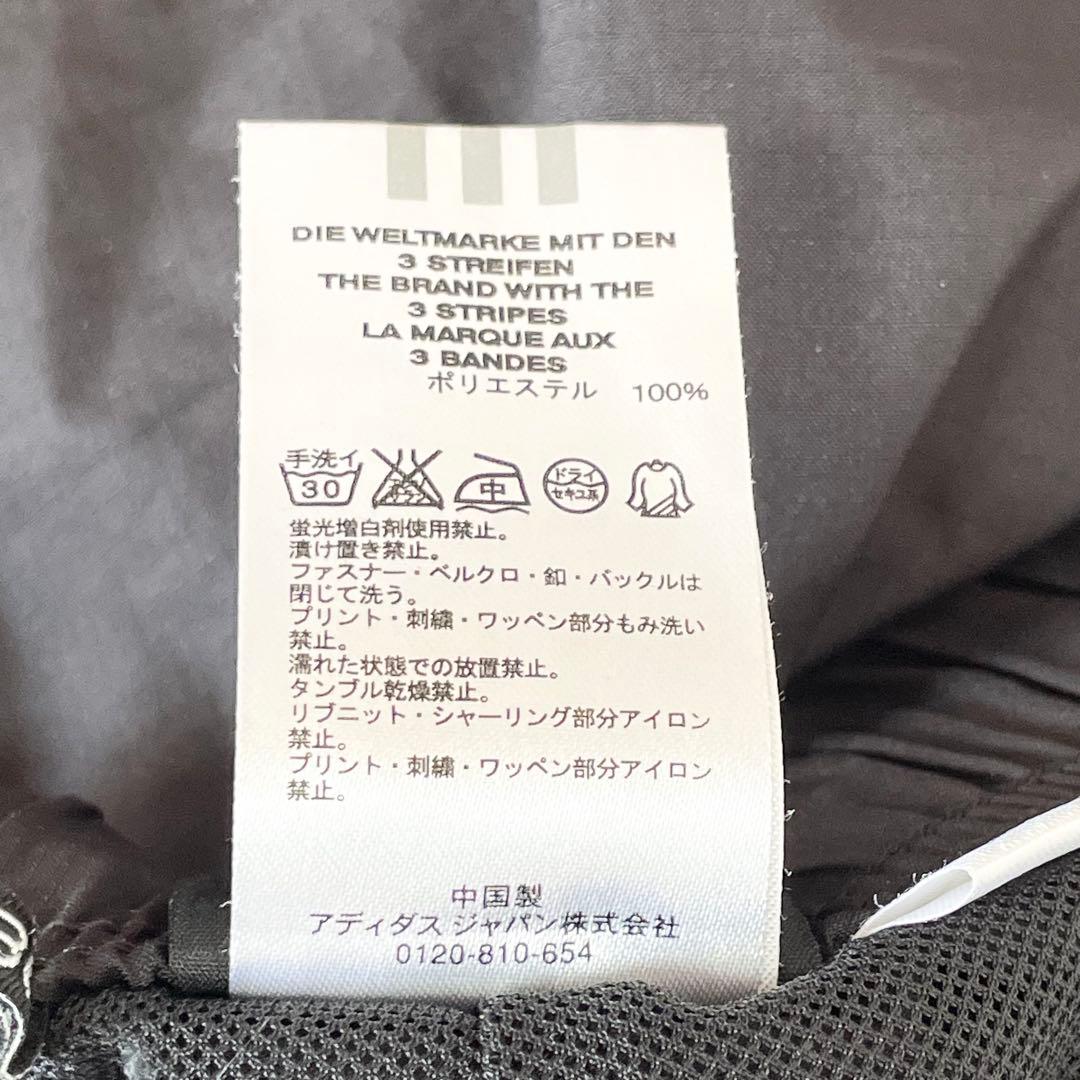 DIE WELTMARKE MIT DEN
3 STREIFEN
THE BRAND WITH THE
3 STRIPES
LA MARQUE AUX
3 BANDES
ポリエステル 100%
手洗イ
30
中
ドライ
セキユ系
蛍光増白剤使用禁止。
漬け置き禁止。
ファスナー・ベルクロ・釦・バックルは
閉じて洗う。
プリント・刺繍・ワッペン部分もみ洗い
禁止。
濡れた状態での放置禁止。
タンブル乾燥禁止。
リブニット・シャーリング部分アイロン
禁止。
プリント・刺繍・ワッペン部分アイロン
禁止。
中国製
アディダス ジャパン株式会社
0120-810-654